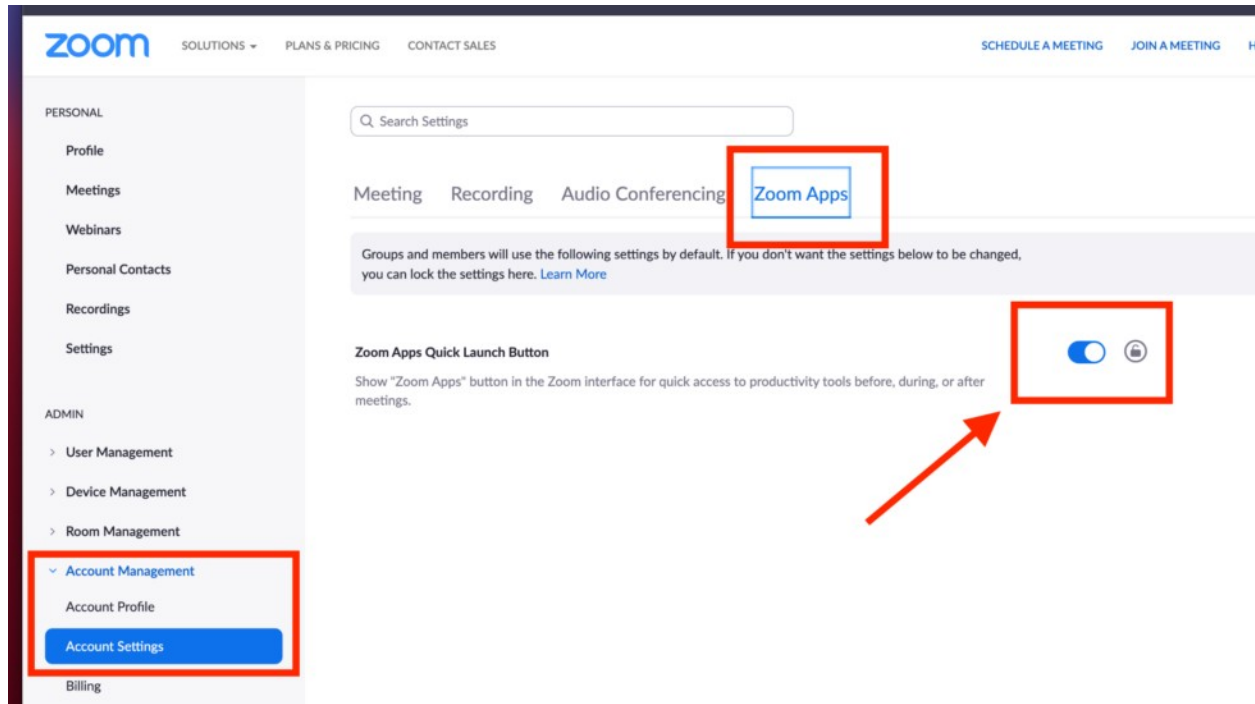 zoom SOLUTIONS PLANS & PRICING CONTACT SALES SCHEDULE A MEETING JOIN A MEETING H
PERSONAL
Profile
Meetings
Webinars
Personal Contacts
Recordings
Settings
ADMIN
User Management
Device Management
Room Management
Account Management
Account Profile
Account Settings
Billing
Search Settings
Meeting Recording Audio Conferencing Zoom Apps
Groups and members will use the following settings by default. If you don't want the settings below to be changed,
you can lock the settings here. Learn More
Zoom Apps Quick Launch Button
Show "Zoom Apps" button in the Zoom interface for quick access to productivity tools before, during, or after
meetings.